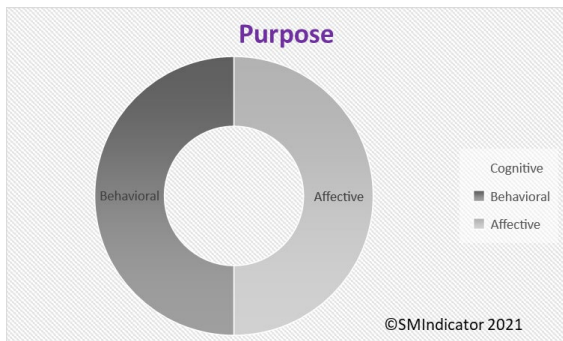 Purpose
Behavioral
Affective
Cognitive
Behavioral
Affective
©SMIndicator 2021